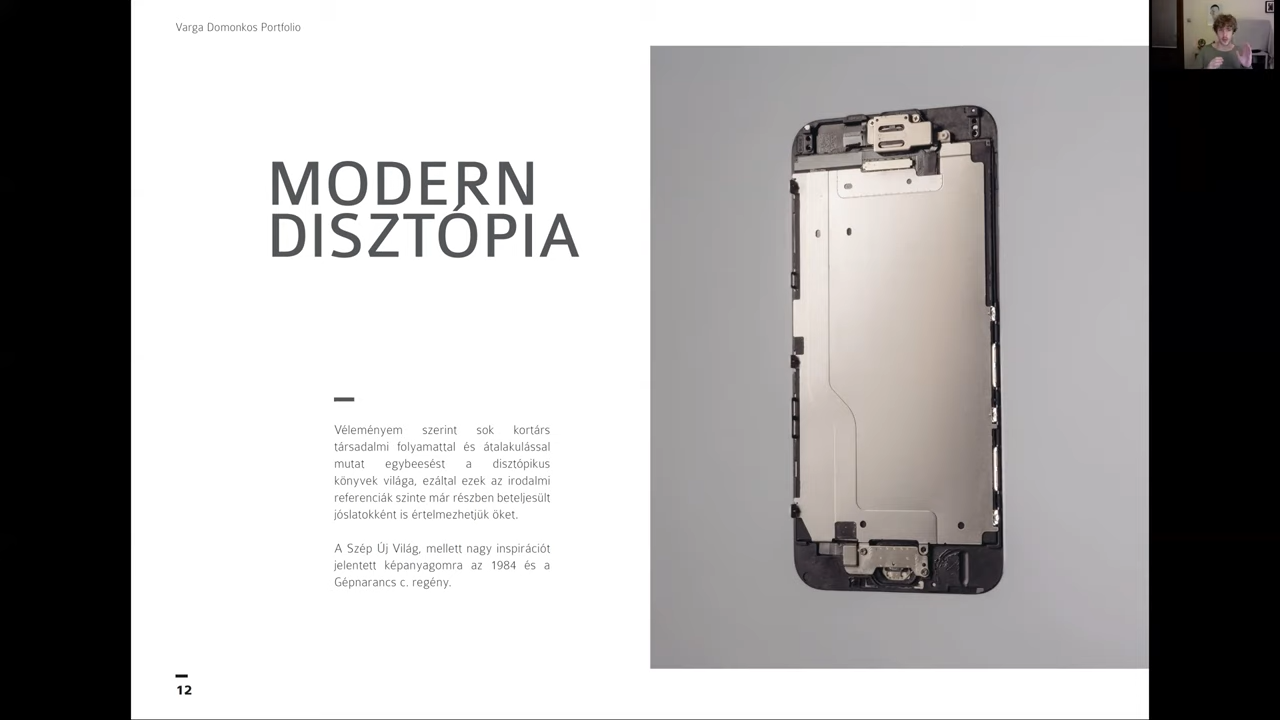 Varga Domonkos Portfolio
MODERN
DISZTÓPIA
Véleményem szerint sok kortárs
társadalmi folyamattal és átalakulással
mutat egybeesést a disztópikus
könyvek világa, ezáltal ezek az irodalmi
referenciák szinte már részben beteljesült
jóslatokként is értelmezhetjük öket.
A Szép Új Világ, mellett nagy inspirációt
jelentett képanyagomra az 1984 és a
Gépnarancs c. regény.
12